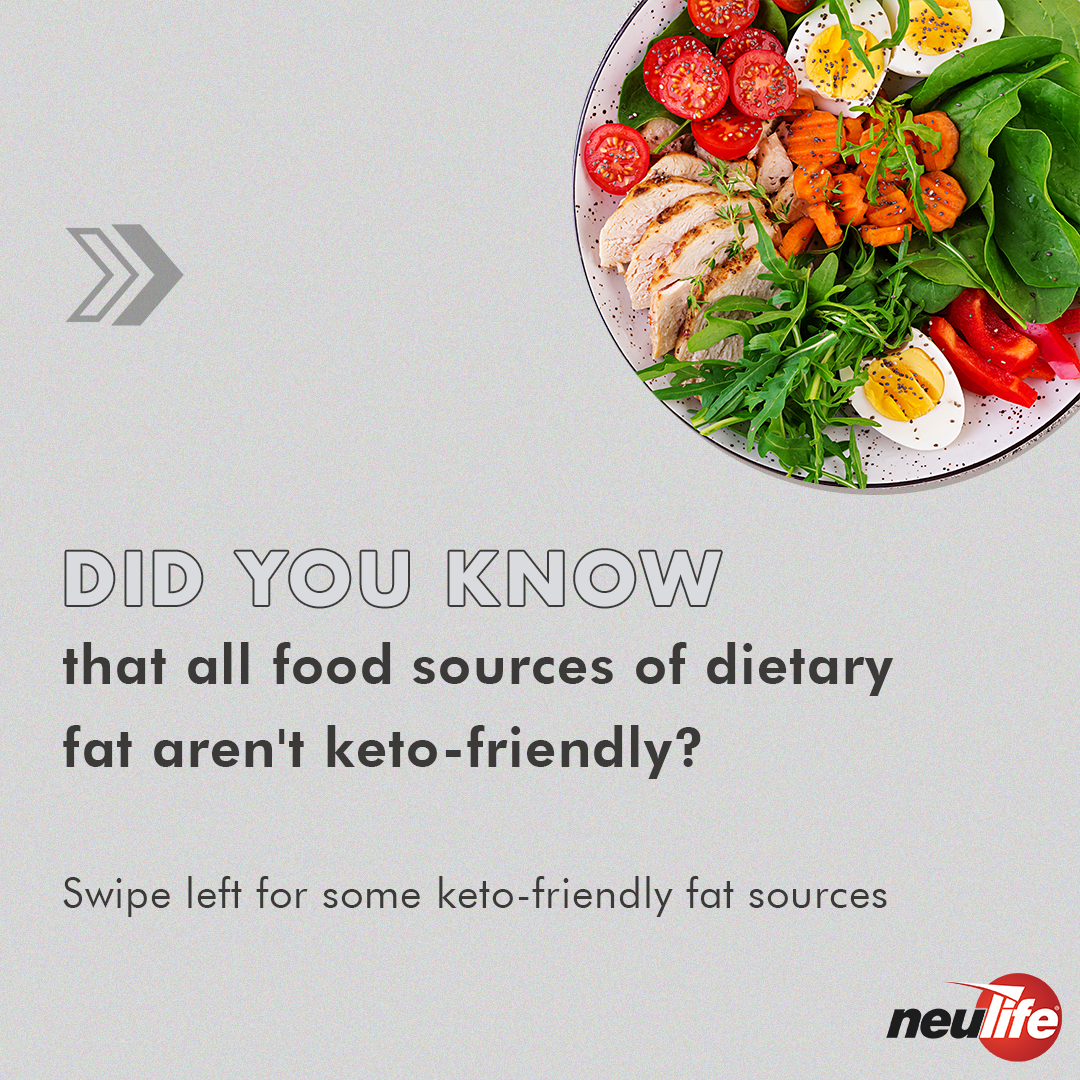 DID YOU KNOW
that all food sources of dietary
fat aren't keto-friendly?
Swipe left for some keto-friendly fat sources
neulife